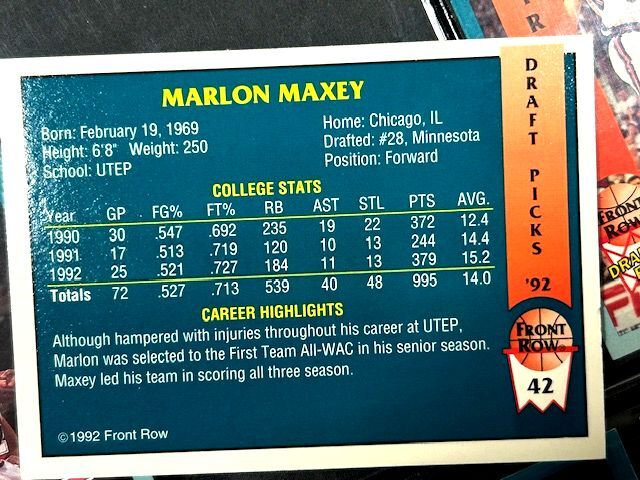 MARLON MAXEY
Born: February 19, 1969
Height: 6'8" Weight: 250
School: UTEP
Home: Chicago, IL
Drafted: #28, Minnesota
Position: Forward
COLLEGE STATS
Year GP FG% FT% RB AST STL PTS AVG.
1990 30 .547 .692 235 19 22 372 12.4
1991 17 .513 .719 120 10 13 244 14.4
1992 25 .521 .727 184 11 13 379 15.2
Totals 72 .527 .713 539 40 48 995 14.0
CAREER HIGHLIGHTS
Although hampered with injuries throughout his career at UTEP,
Marlon was selected to the First Team All-WAC in his senior season.
Maxey led his team in scoring all three season.
©1992 Front Row
DRAFT PICKS '92
FRONT
ROW®
42
FRONT
ROW